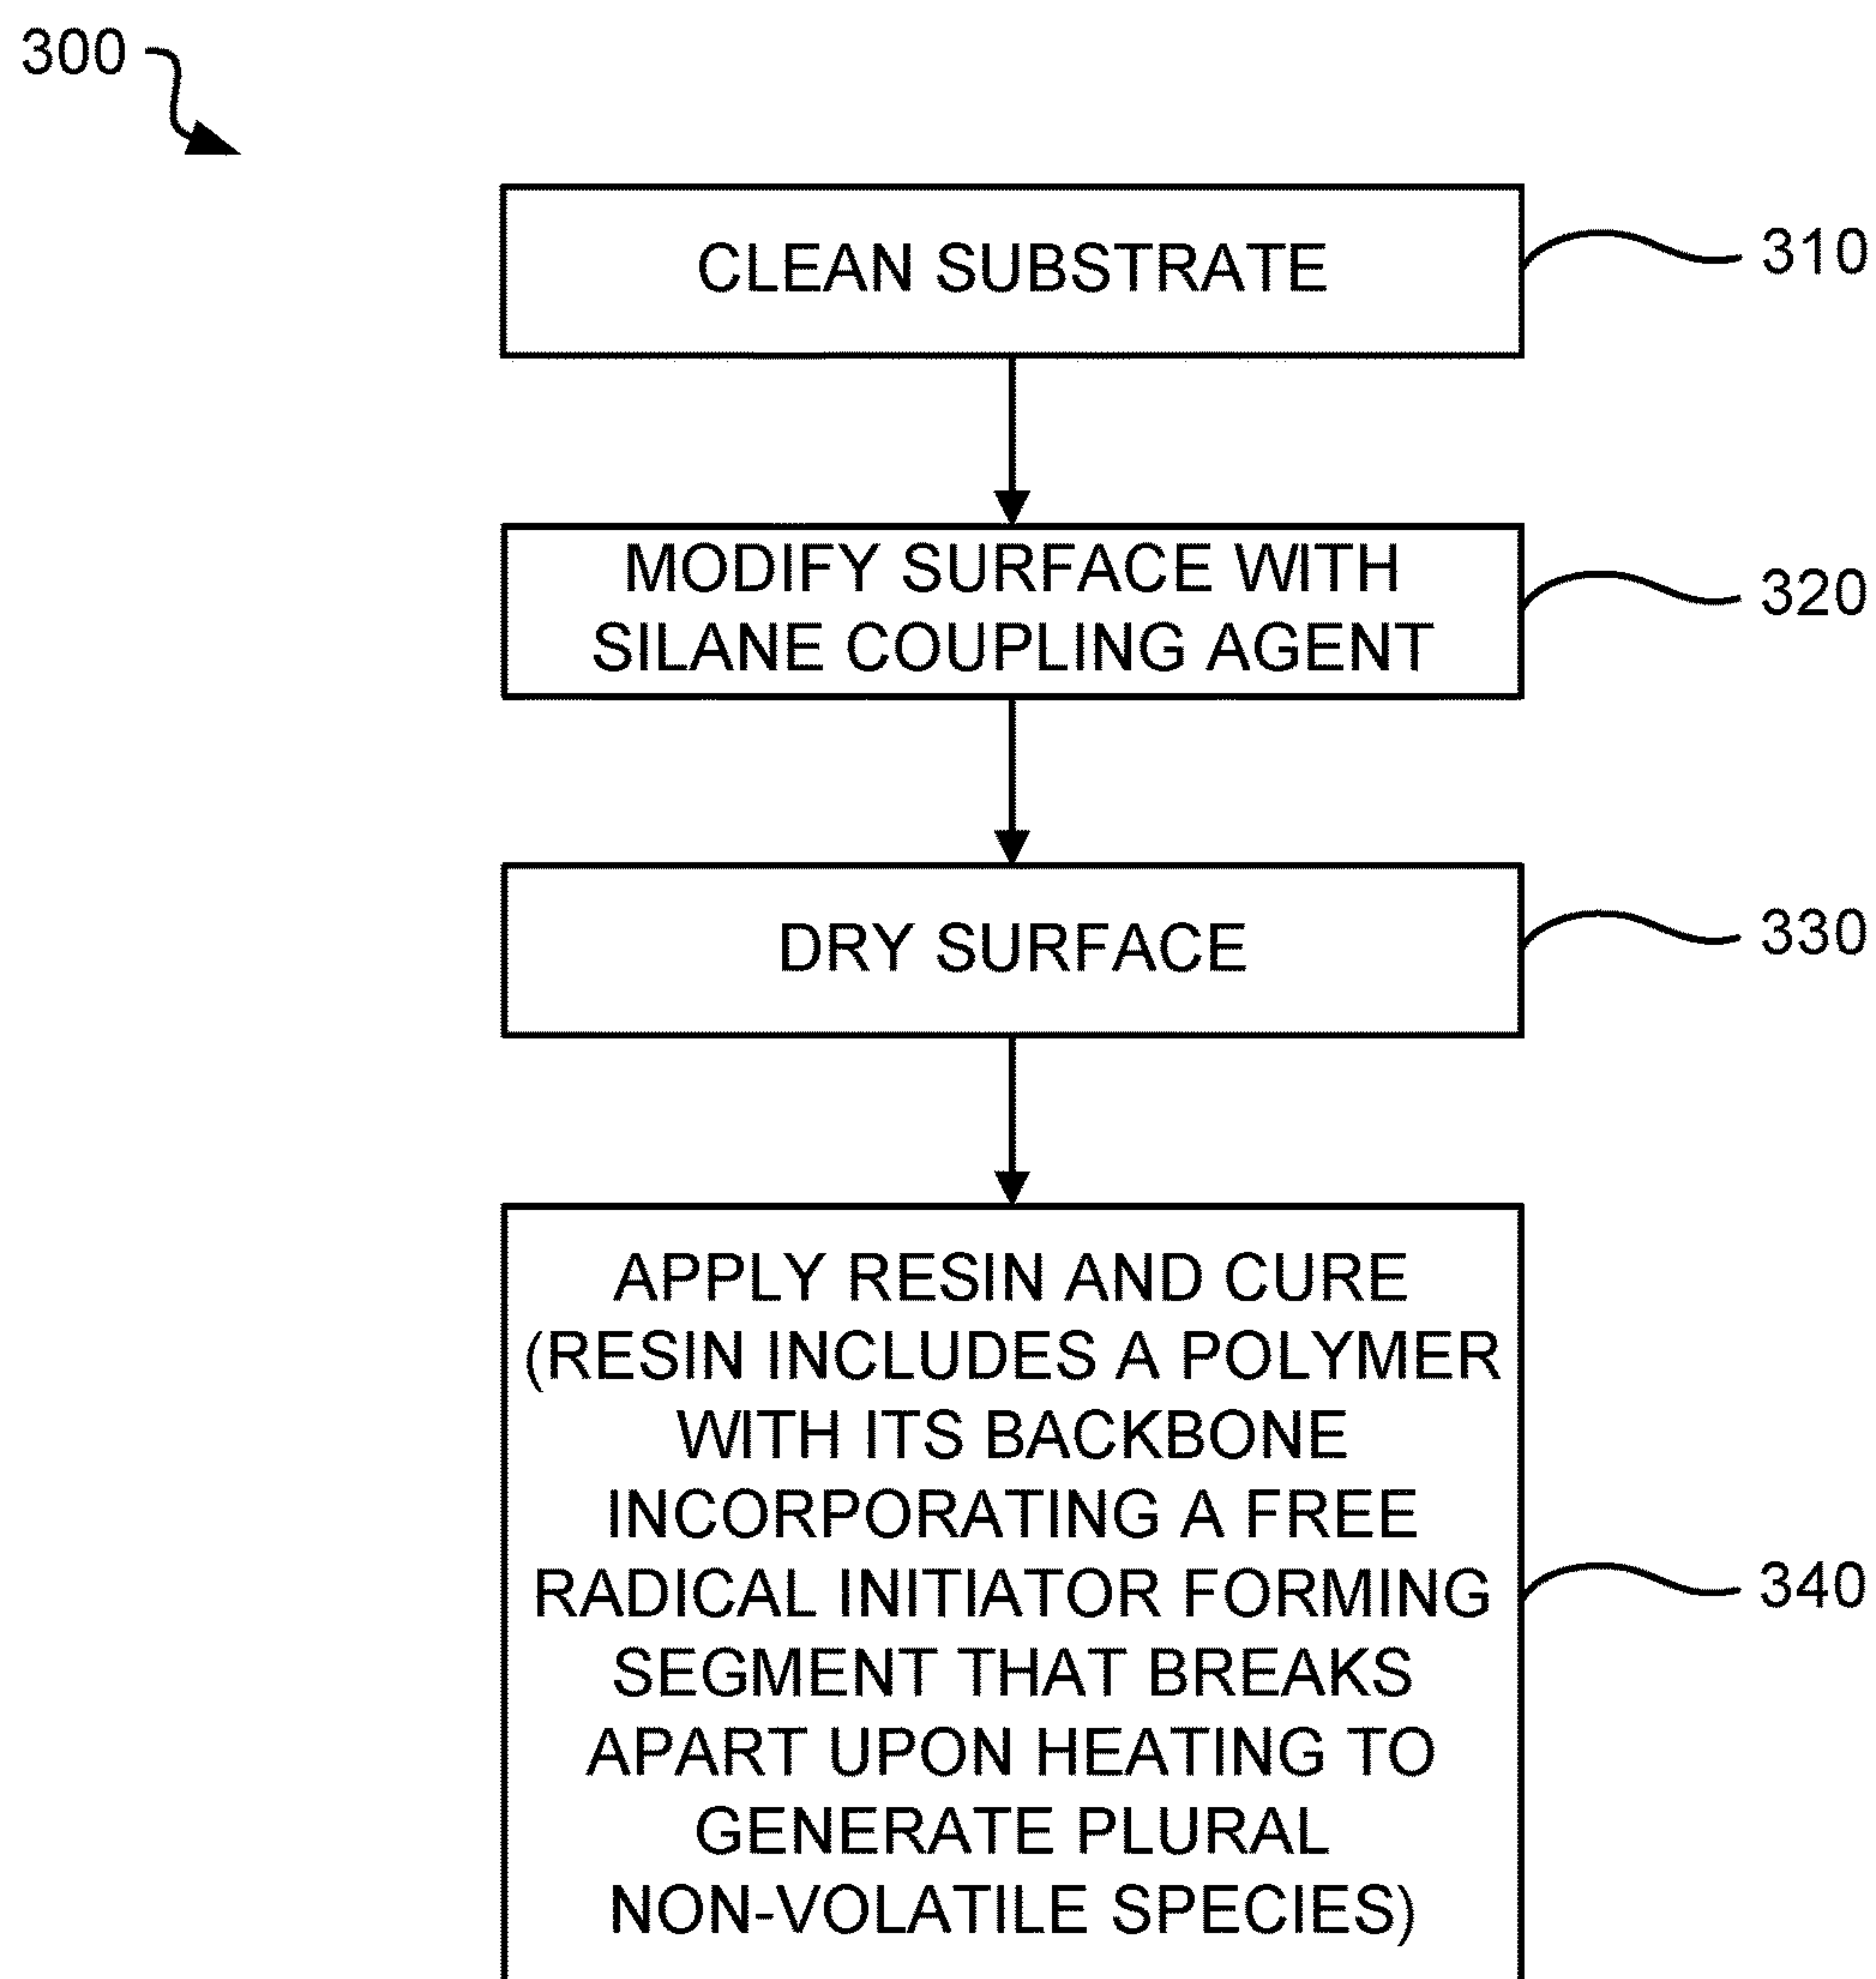 300
CLEAN SUBSTRATE
310
MODIFY SURFACE WITH
SILANE COUPLING AGENT
320
DRY SURFACE
330
APPLY RESIN AND CURE
(RESIN INCLUDES A POLYMER
WITH ITS BACKBONE
INCORPORATING A FREE
RADICAL INITIATOR FORMING
SEGMENT THAT BREAKS
APART UPON HEATING TO
GENERATE PLURAL
NON-VOLATILE SPECIES)
340